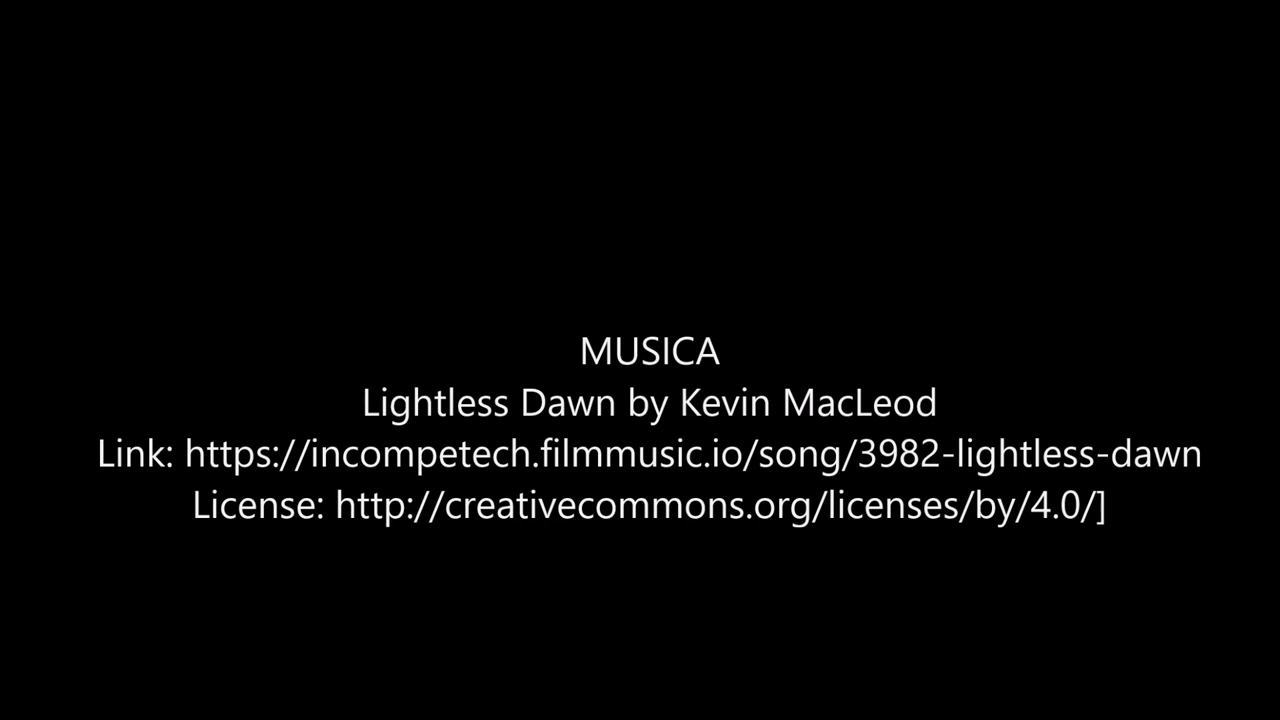 MUSICA
Lightless Dawn by Kevin MacLeod
Link: https://incompetech.filmmusic.io/song/3982-lightless-dawn
License: http://creativecommons.org/licenses/by/4.0/]